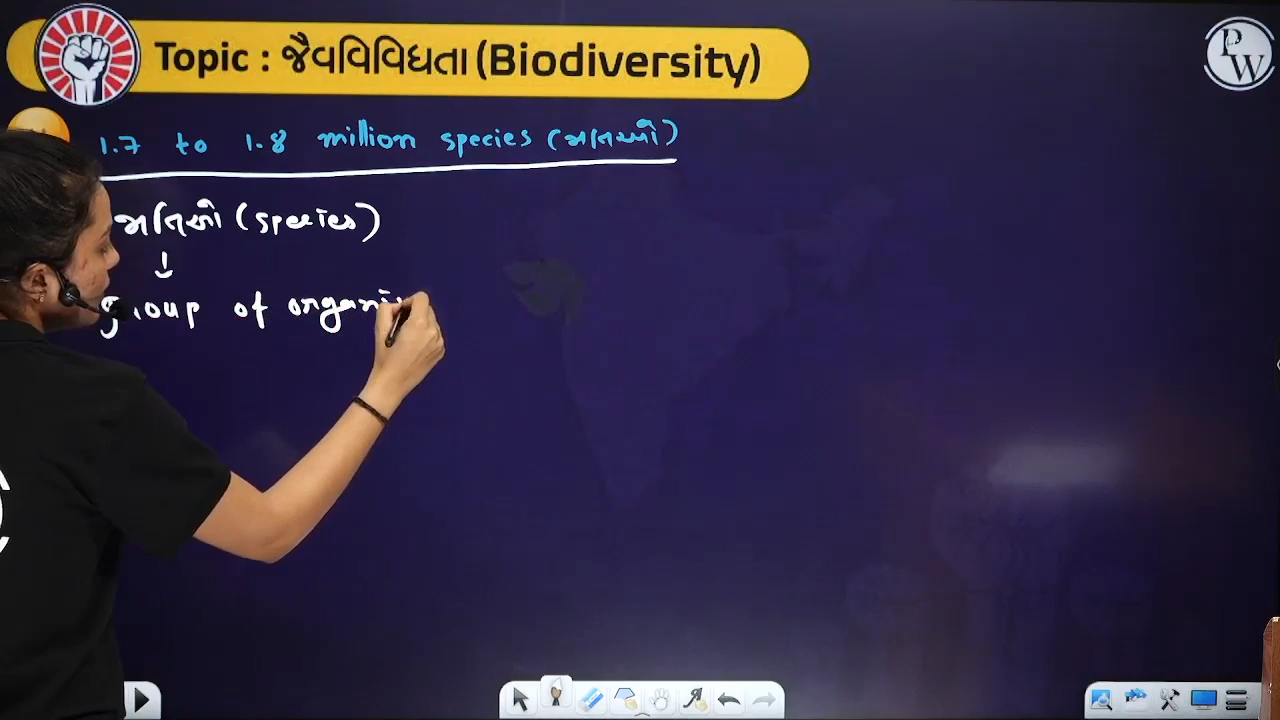 Topic : જૈવવિવિધતા (Biodiversity)
PW
1.7 to 1.8 million species (જાતિઓ)
જાતિઓ (species)
group of organi